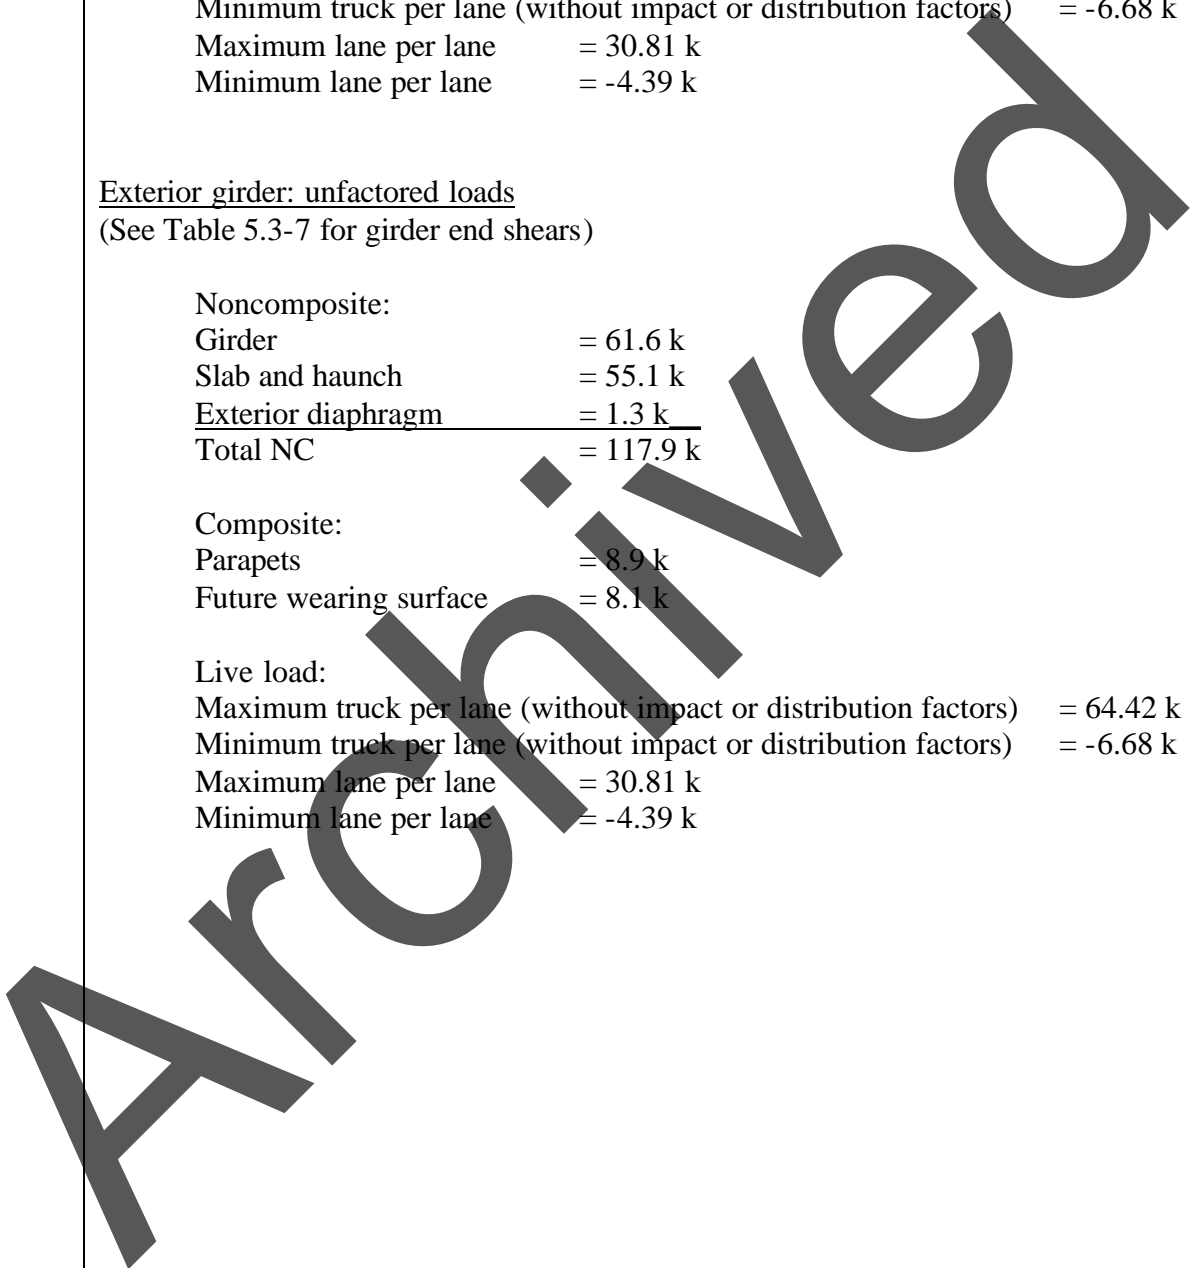 Minimum truck per lane (without impact or distribution factors) = -6.68 k
Maximum lane per lane = 30.81 k
Minimum lane per lane = -4.39 k
Exterior girder: unfactored loads
(See Table 5.3-7 for girder end shears)
Noncomposite:
Girder = 61.6 k
Slab and haunch = 55.1 k
Exterior diaphragm = 1.3 k
Total NC = 117.9 k
Composite:
Parapets = 8.9 k
Future wearing surface = 8.1 k
Live load:
Maximum truck per lane (without impact or distribution factors) = 64.42 k
Minimum truck per lane (without impact or distribution factors) = -6.68 k
Maximum lane per lane = 30.81 k
Minimum lane per lane = -4.39 k
Archived